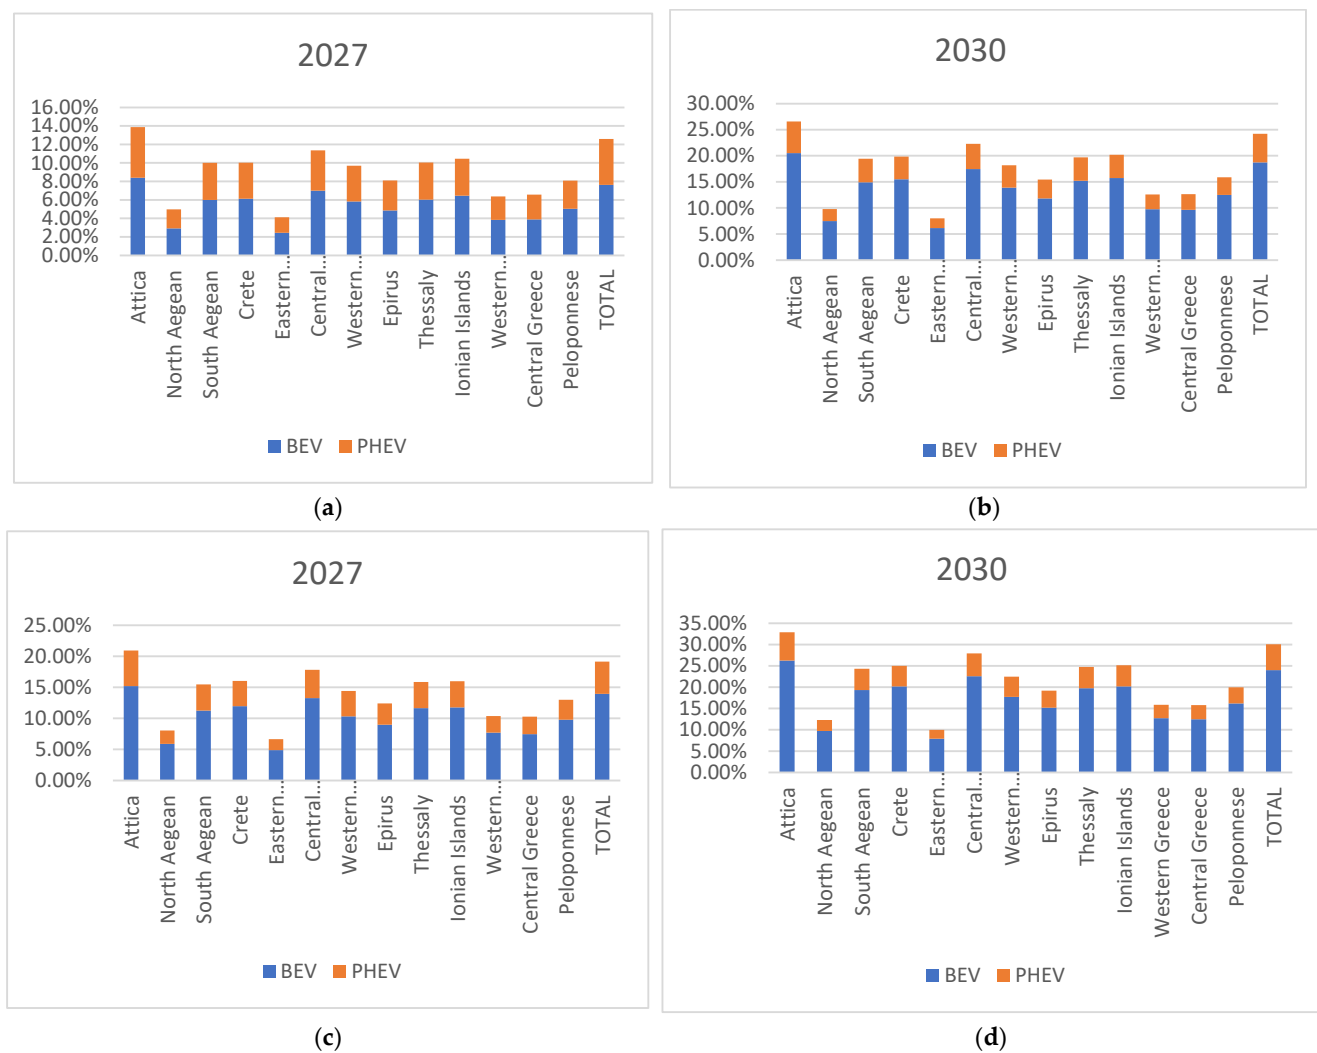 2027
16.00%
14.00%
12.00%
10.00%
8.00%
6.00%
4.00%
2.00%
0.00%
Attica
North Aegean
South Aegean
Crete
Eastern…
Central…
Western…
Epirus
Thessaly
Ionian Islands
Western…
Central Greece
Peloponnese
TOTAL
BEV PHEV
(a)
2030
30.00%
25.00%
20.00%
15.00%
10.00%
5.00%
0.00%
Attica
North Aegean
South Aegean
Crete
Eastern…
Central…
Western…
Epirus
Thessaly
Ionian Islands
Western…
Central Greece
Peloponnese
TOTAL
BEV PHEV
(b)
2027
25.00%
20.00%
15.00%
10.00%
5.00%
0.00%
Attica
North Aegean
South Aegean
Crete
Eastern…
Central…
Western…
Epirus
Thessaly
Ionian Islands
Western…
Central Greece
Peloponnese
TOTAL
BEV PHEV
(c)
2030
35.00%
30.00%
25.00%
20.00%
15.00%
10.00%
5.00%
0.00%
Attica
North Aegean
South Aegean
Crete
Eastern…
Central…
Western…
Epirus
Thessaly
Ionian Islands
Western Greece
Central Greece
Peloponnese
TOTAL
BEV PHEV
(d)